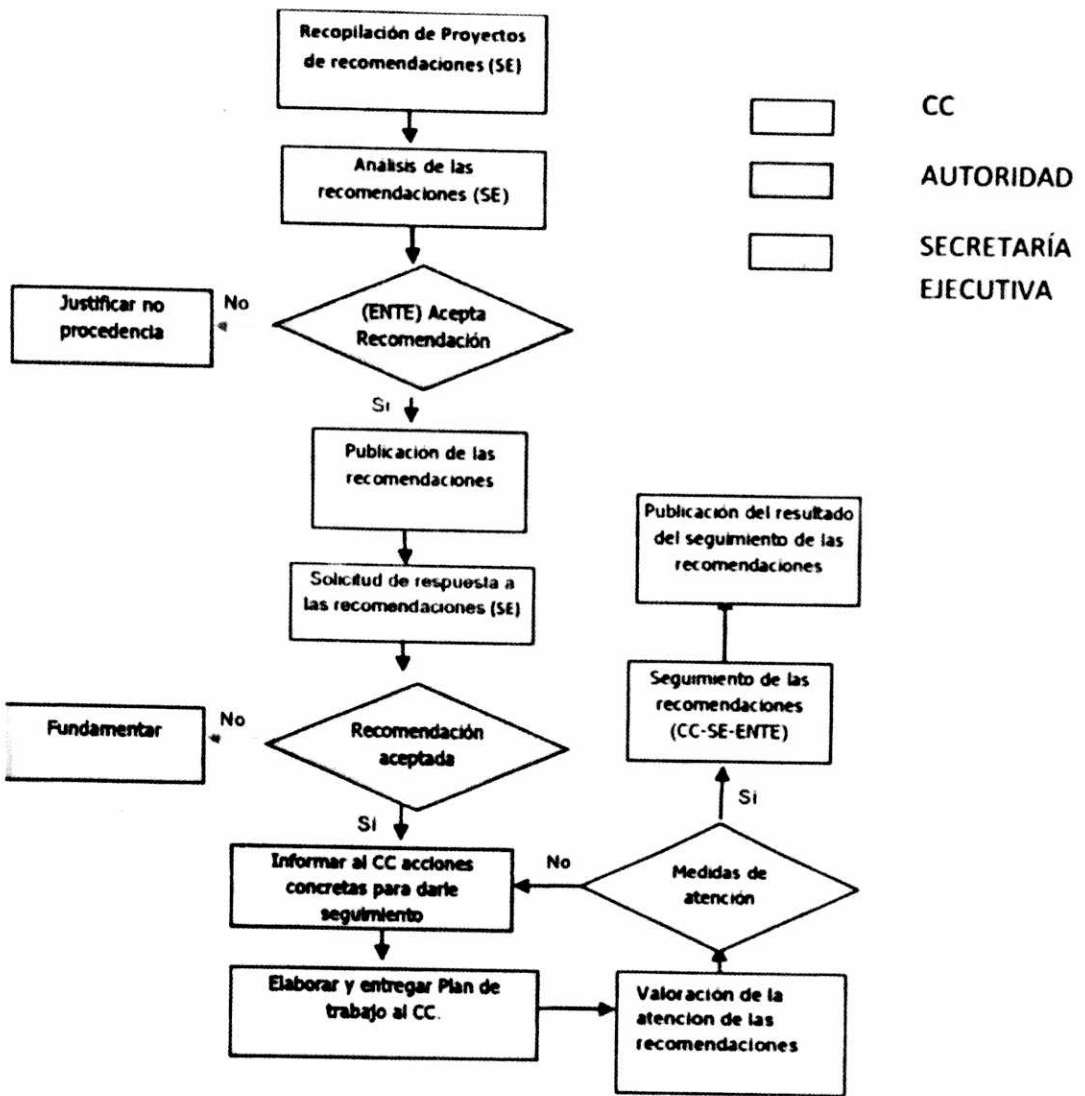 Recopilación de Proyectos
de recomendaciones (SE)
CC
AUTORIDAD
SECRETARÍA
EJECUTIVA
Analisis de las
recomendaciones (SE)
(ENTE) Acepta
Recomendación
No
Justificar no
procedencia
Si
Publicación de las
recomendaciones
Solicitud de respuesta a
las recomendaciones (SE)
Recomendación
aceptada
No
Fundamentar
Sí
Informar al CC acciones
concretas para darle
seguimiento
Elaborar y entregar Plan de
trabajo al CC.
Valoración de la
atencion de las
recomendaciones
Medidas de
atención
No
Sí
Seguimiento de las
recomendaciones
(CC-SE-ENTE)
Publicación del resultado
del seguimiento de las
recomendaciones